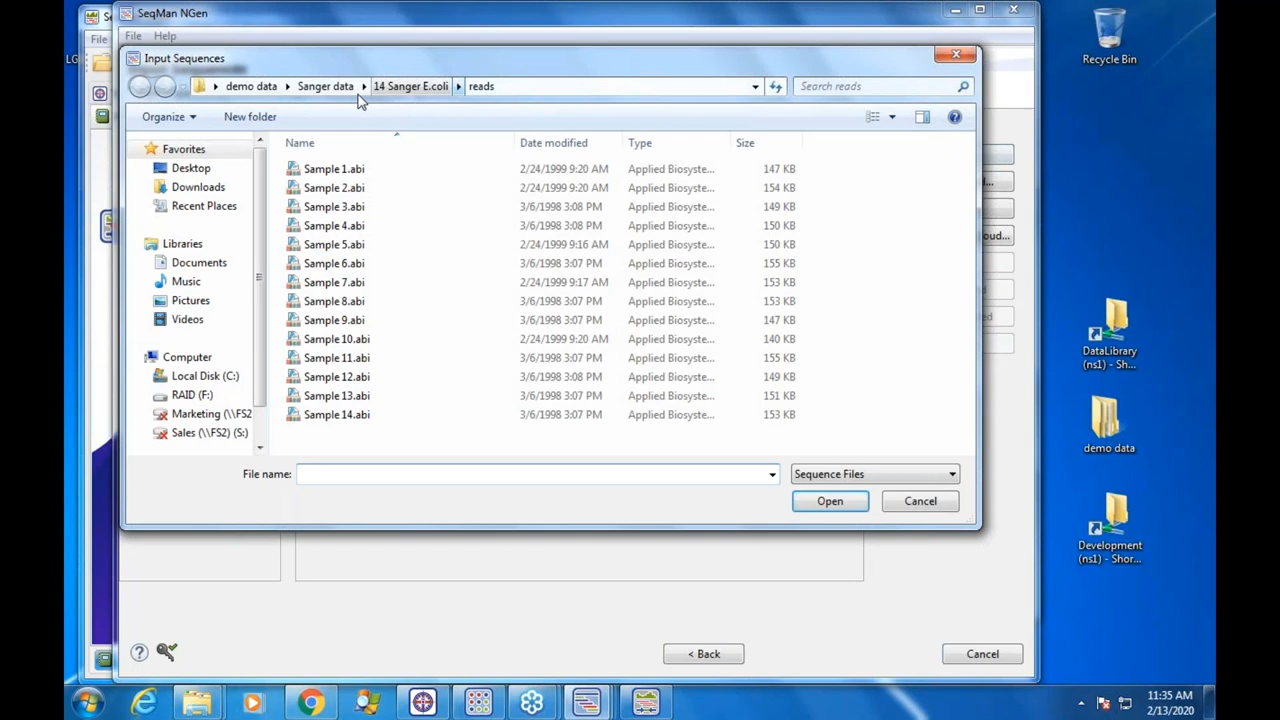 SeqMan NGen
File Help
File
LG
Input Sequences
demo data Sanger data 14 Sanger E.coli reads
Search reads
Organize New folder
Name Date modified Type Size
Favorites
Desktop
Downloads
Recent Places
Libraries
Documents
Music
Pictures
Videos
Computer
Local Disk (C:)
RAID (F:)
Marketing (\\FS2
Sales (\\FS2) (S:)
Sample 1.abi 2/24/1999 9:20 AM Applied Biosyste... 147 KB
Sample 2.abi 2/24/1999 9:20 AM Applied Biosyste... 154 KB
Sample 3.abi 3/6/1998 3:08 PM Applied Biosyste... 149 KB
Sample 4.abi 3/6/1998 3:08 PM Applied Biosyste... 150 KB
Sample 5.abi 2/24/1999 9:16 AM Applied Biosyste... 150 KB
Sample 6.abi 3/6/1998 3:07 PM Applied Biosyste... 155 KB
Sample 7.abi 2/24/1999 9:17 AM Applied Biosyste... 153 KB
Sample 8.abi 3/6/1998 3:07 PM Applied Biosyste... 153 KB
Sample 9.abi 3/6/1998 3:07 PM Applied Biosyste... 147 KB
Sample 10.abi 2/24/1999 9:20 AM Applied Biosyste... 140 KB
Sample 11.abi 3/6/1998 3:07 PM Applied Biosyste... 155 KB
Sample 12.abi 3/6/1998 3:08 PM Applied Biosyste... 149 KB
Sample 13.abi 3/6/1998 3:07 PM Applied Biosyste... 151 KB
Sample 14.abi 3/6/1998 3:07 PM Applied Biosyste... 153 KB
File name:
Sequence Files
Open Cancel
oud...
< Back Cancel
Recycle Bin
DataLibrary
(ns1) - Sh...
demo data
Development
(ns1) - Shor...
11:35 AM
2/13/2020